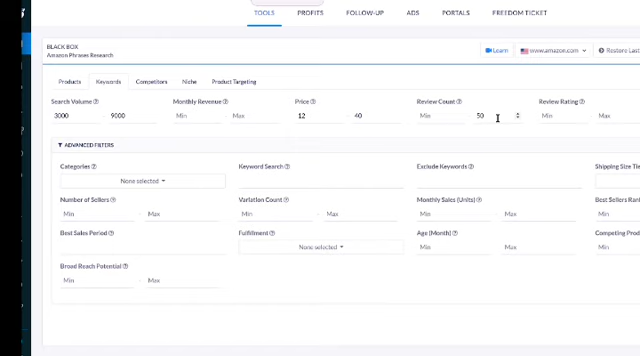 TOOLS PROFITS FOLLOW-UP ADS PORTALS FREEDOM TICKET
BLACK BOX
Amazon Phrases Research
Learn www.amazon.com Restore Last
Products Keywords Competitors Niche Product Targeting
Search Volume Monthly Revenue Price Review Count Review Rating
3000 - 9000 Min - Max 12 - 40 Min - 50 Min - Max
ADVANCED FILTERS
Categories Keyword Search Exclude Keywords Shipping Size Tie
None selected
Number of Sellers Variation Count Monthly Sales (Units) Best Sellers Ran
Min - Max Min - Max Min - Max Min
Best Sales Period Fulfillment Age (Month) Competing Prod
None selected Min - Max Min
Broad Reach Potential
Min - Max